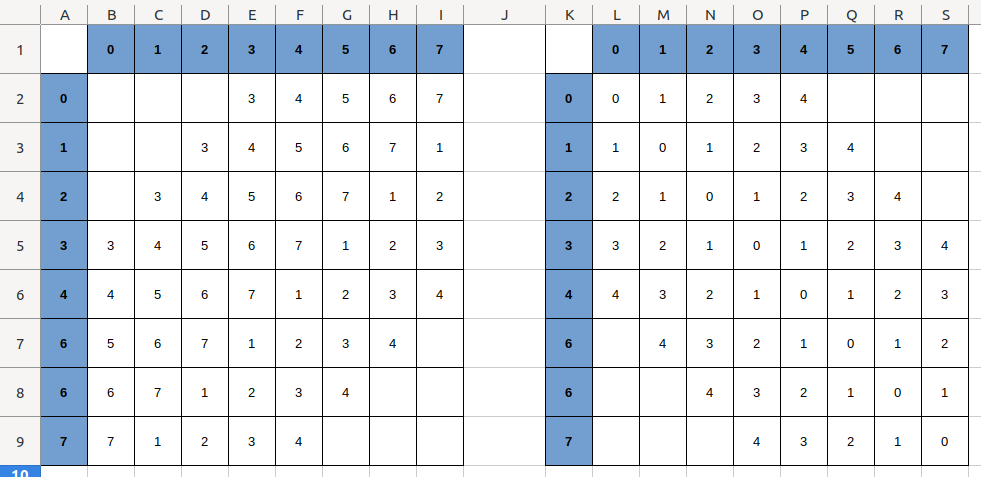 A B C D E F G H I J K L M N O P Q R S
1 0 1 2 3 4 5 6 7 0 1 2 3 4 5 6 7
2 0 3 4 5 6 7 0 0 1 2 3 4
3 1 3 4 5 6 7 1 1 1 0 1 2 3 4
4 2 3 4 5 6 7 1 2 2 2 1 0 1 2 3 4
5 3 3 4 5 6 7 1 2 3 3 3 2 1 0 1 2 3 4
6 4 4 5 6 7 1 2 3 4 4 4 3 2 1 0 1 2 3
7 6 5 6 7 1 2 3 4 6 4 3 2 1 0 1 2
8 6 6 7 1 2 3 4 6 4 3 2 1 0 1
9 7 7 1 2 3 4 7 4 3 2 1 0
10